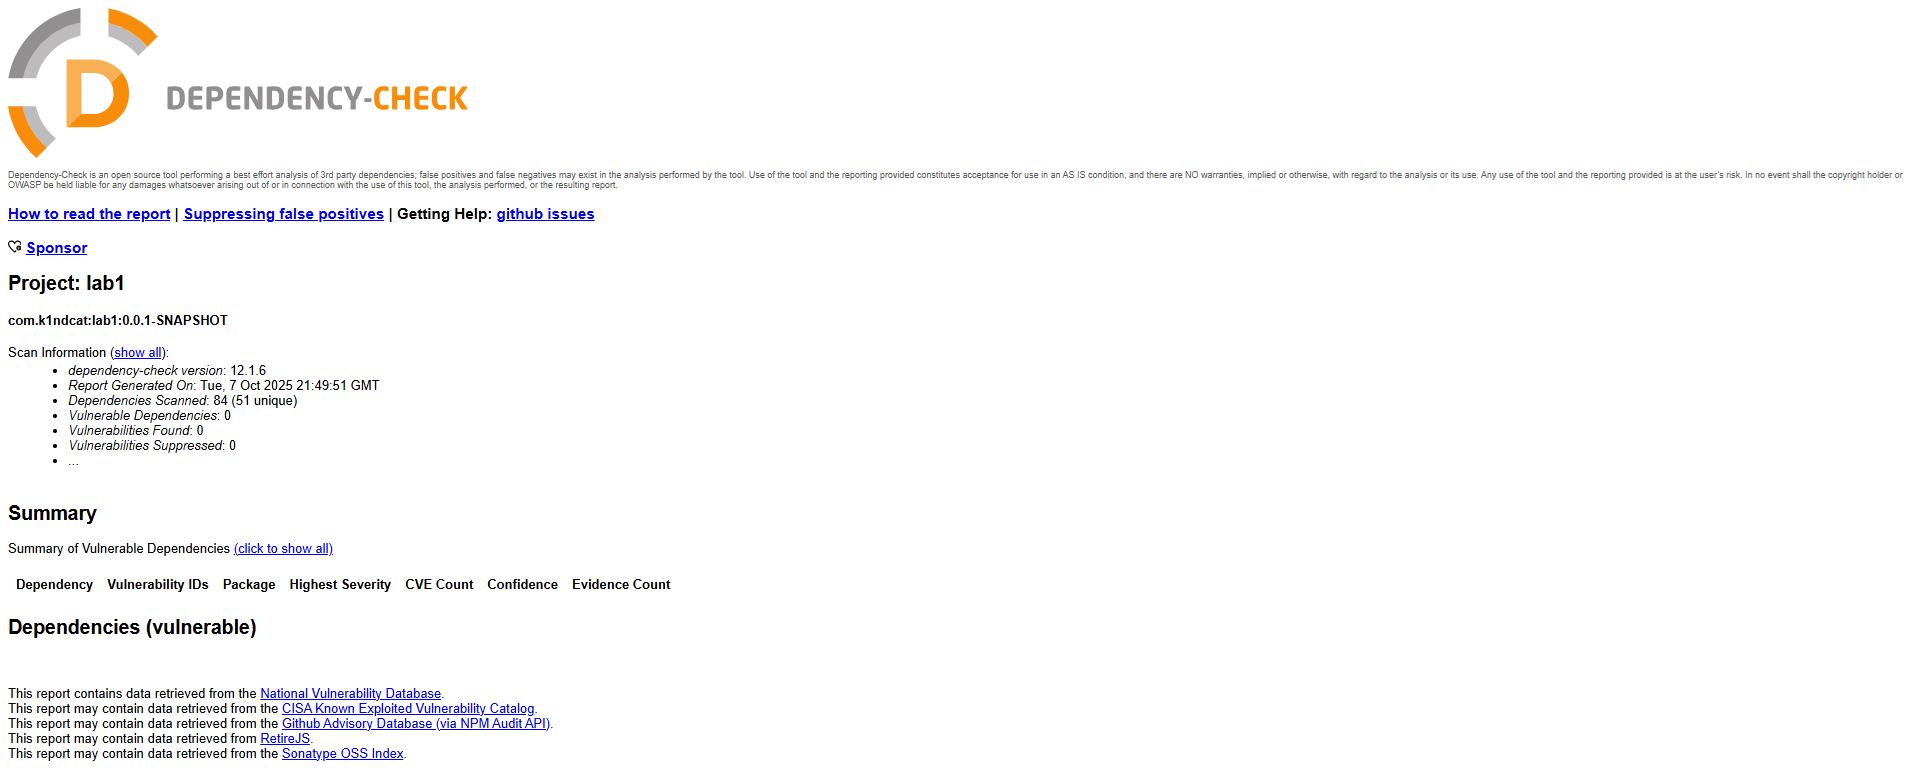 D
DEPENDENCY-CHECK
Dependency-Check is an open source tool performing a best effort analysis of 3rd party dependencies; false positives and false negatives may exist in the analysis performed by the tool. Use of the tool and the reporting provided constitutes acceptance for use in an AS IS condition, and there are NO warranties, implied or otherwise, with regard to the analysis or its use. Any use of the tool and the reporting provided is at the user's risk. In no event shall the copyright holder or
OWASP be held liable for any damages whatsoever arising out of or in connection with the use of this tool, the analysis performed, or the resulting report.
How to read the report | Suppressing false positives | Getting Help: github issues
Sponsor
Project: lab1
com.k1ndcat:lab1:0.0.1-SNAPSHOT
Scan Information (show all):
• dependency-check version: 12.1.6
• Report Generated On: Tue, 7 Oct 2025 21:49:51 GMT
• Dependencies Scanned: 84 (51 unique)
• Vulnerable Dependencies: 0
• Vulnerabilities Found: 0
• Vulnerabilities Suppressed: 0
• ...
Summary
Summary of Vulnerable Dependencies (click to show all)
Dependency Vulnerability IDs Package Highest Severity CVE Count Confidence Evidence Count
Dependencies (vulnerable)
This report contains data retrieved from the National Vulnerability Database.
This report may contain data retrieved from the CISA Known Exploited Vulnerability Catalog.
This report may contain data retrieved from the Github Advisory Database (via NPM Audit API).
This report may contain data retrieved from RetireJS.
This report may contain data retrieved from the Sonatype OSS Index.